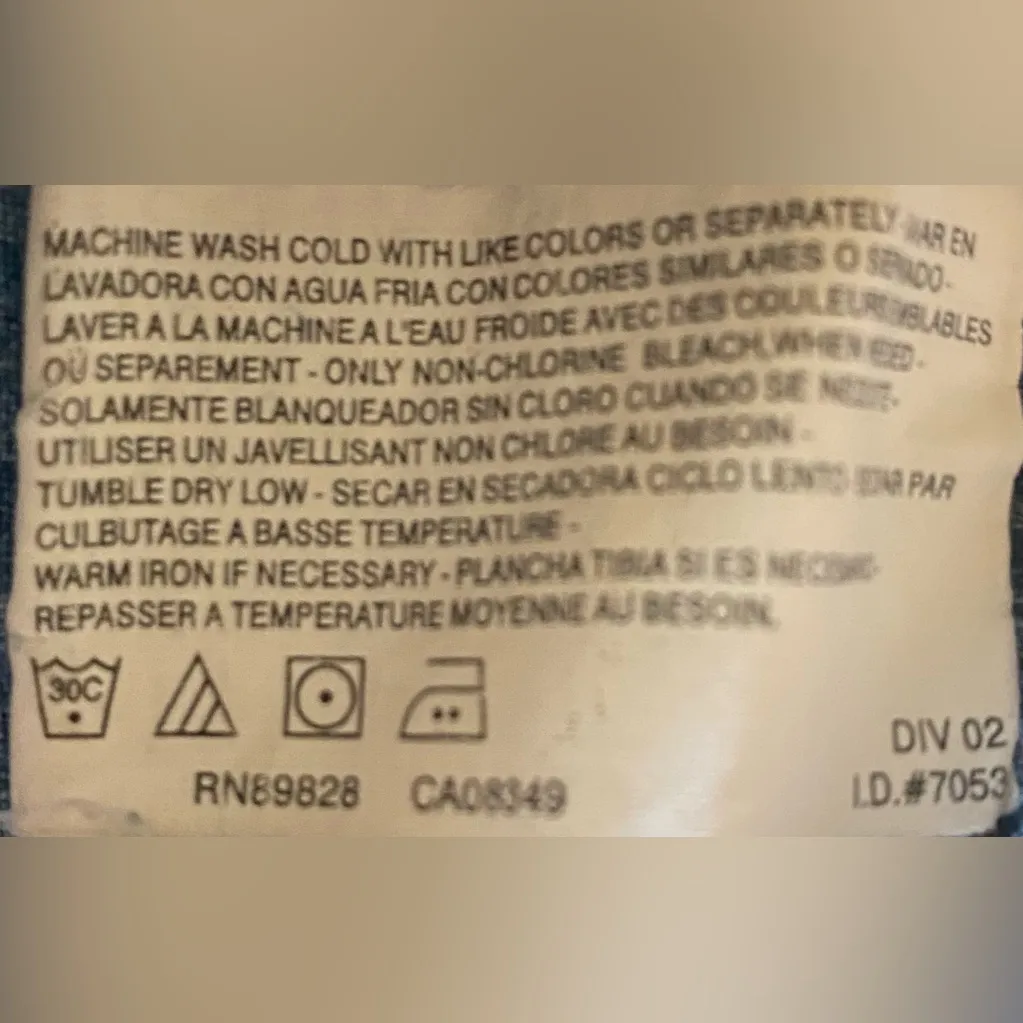 MACHINE WASH COLD WITH LIKE COLORS OR SEPARATELY EN
LAVADORA CON AGUA FRIA CON COLORES SIMILARES O
LAVER A LA MACHINE A L'EAU FROIDE AVEC DES
OU SEPAREMENT - ONLY NON-CHLORINE BLEACH, WHEN
SOLAMENTE BLANQUEADOR SIN CLORO CUANDO SE
UTILISER UN JAVELLISANT NON CHLORE AU BESOIN -
TUMBLE DRY LOW - SECAR EN SECADORA CICLO LENTO PAR
CULBUTAGE A BASSE TEMPERATURE -
WARM IRON IF NECESSARY - PLANCHA TIBIA SI ES
REPASSER A TEMPERATURE MOYENNE AU BESOIN.
30C
DIV 02
RN89828 CA08349 I.D.#7053